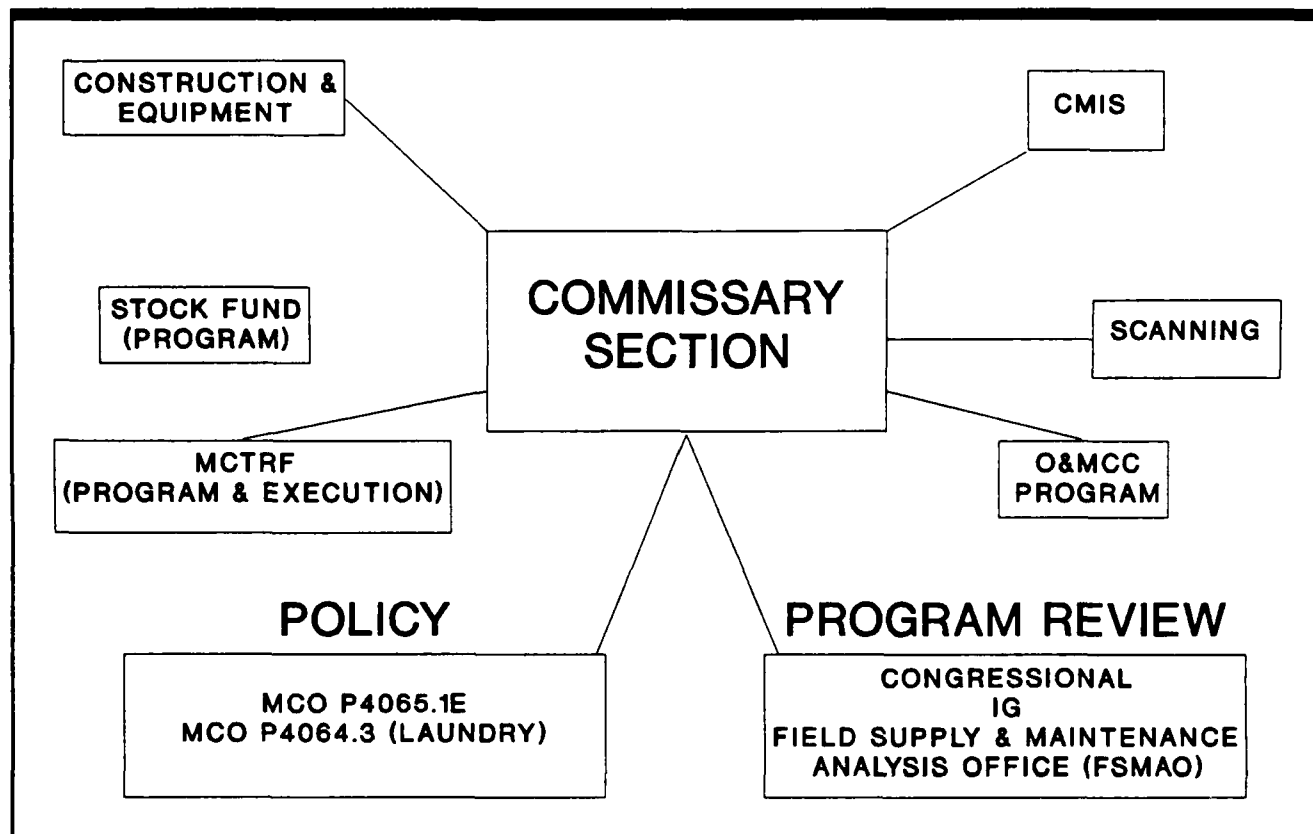 CONSTRUCTION &
EQUIPMENT
CMIS
COMMISSARY
SECTION
STOCK FUND
(PROGRAM)
SCANNING
MCTRF
(PROGRAM & EXECUTION)
O&MCC
PROGRAM
POLICY
MCO P4065.1E
MCO P4064.3 (LAUNDRY)
PROGRAM REVIEW
CONGRESSIONAL
IG
FIELD SUPPLY & MAINTENANCE
ANALYSIS OFFICE (FSMAO)